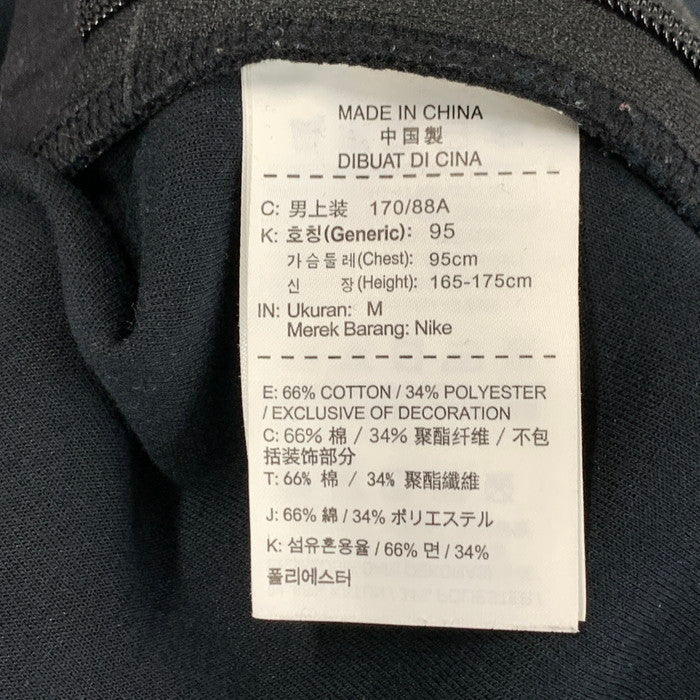 MADE IN CHINA
中国製
DIBUAT DI CINA
C: 男上装 170/88A
K: 호칭(Generic): 95
가슴둘레(Chest): 95cm
신 장(Height): 165-175cm
IN: Ukuran: M
Merek Barang: Nike
E: 66% COTTON / 34% POLYESTER
/ EXCLUSIVE OF DECORATION
C: 66% 棉 / 34% 聚酯纤维 / 不包
括装饰部分
T: 66% 棉 / 34% 聚酯纖維
J: 66% 綿 / 34% ポリエステル
K: 섬유혼용율 / 66% 면 / 34%
폴리에스터